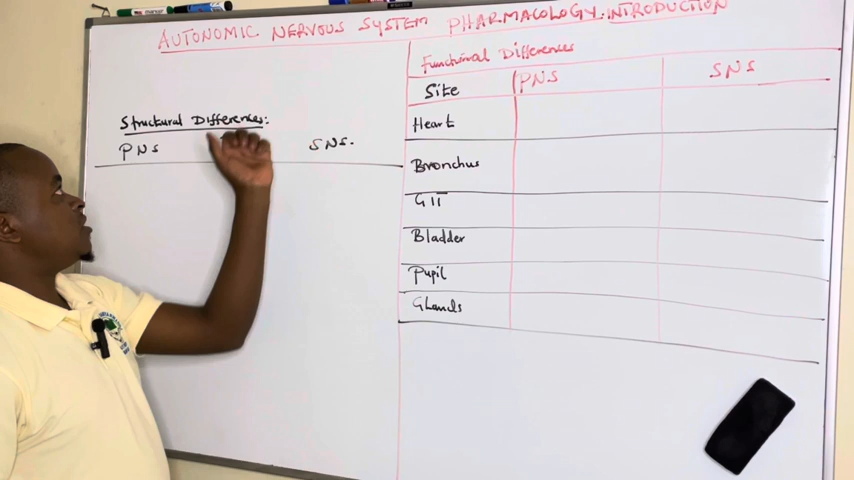 AUTONOMIC NERVOUS SYSTEM PHARMACOLOGY. INTRODUCTION
Structural Differences:
PNS SNS.
Functional Differences
Site PNS SNS
Heart
Bronchus
GIT
Bladder
Pupil
Glands